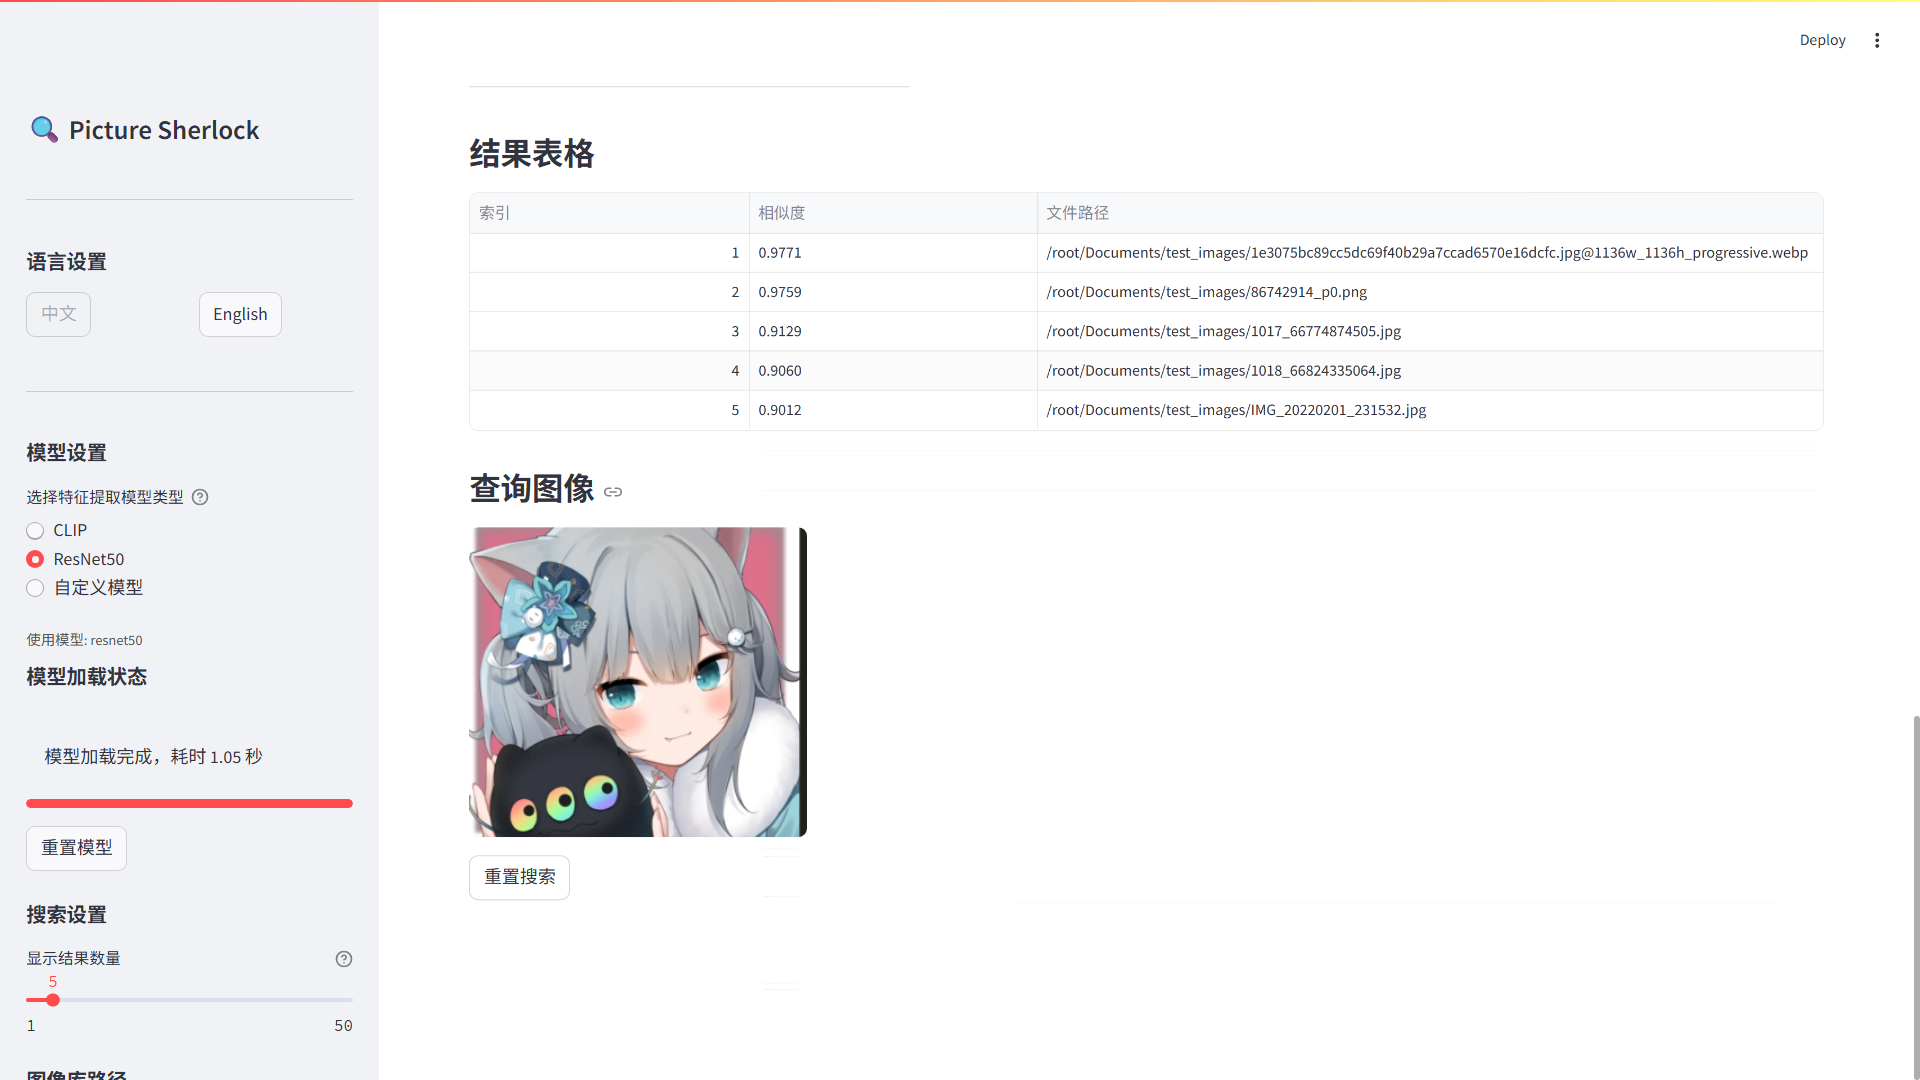 Deploy
Picture Sherlock
语言设置
中文
English
模型设置
选择特征提取模型类型
CLIP
ResNet50
自定义模型
使用模型: resnet50
模型加载状态
模型加载完成，耗时 1.05 秒
重置模型
搜索设置
显示结果数量
5
1 50
图像库路径
结果表格
索引 相似度 文件路径
1 0.9771 /root/Documents/test_images/1e3075bc89cc5dc69f40b29a7ccad6570e16dcfc.jpg@1136w_1136h_progressive.webp
2 0.9759 /root/Documents/test_images/86742914_p0.png
3 0.9129 /root/Documents/test_images/1017_66774874505.jpg
4 0.9060 /root/Documents/test_images/1018_66824335064.jpg
5 0.9012 /root/Documents/test_images/IMG_20220201_231532.jpg
查询图像
重置搜索